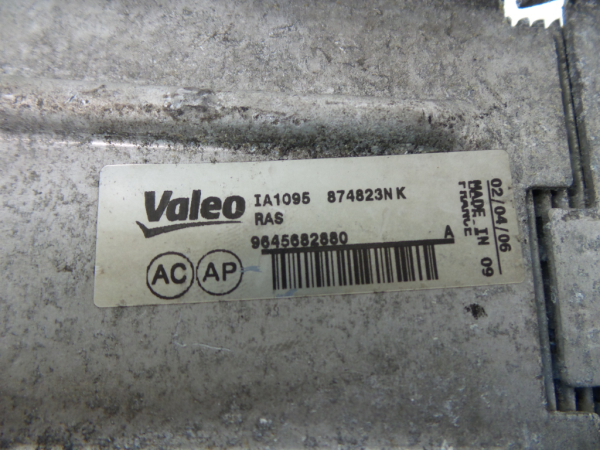 Valeo
IA1095 874823NK
RAS
9645682880 A
AC AP
02/04/06
MADE IN 09
FRANCE